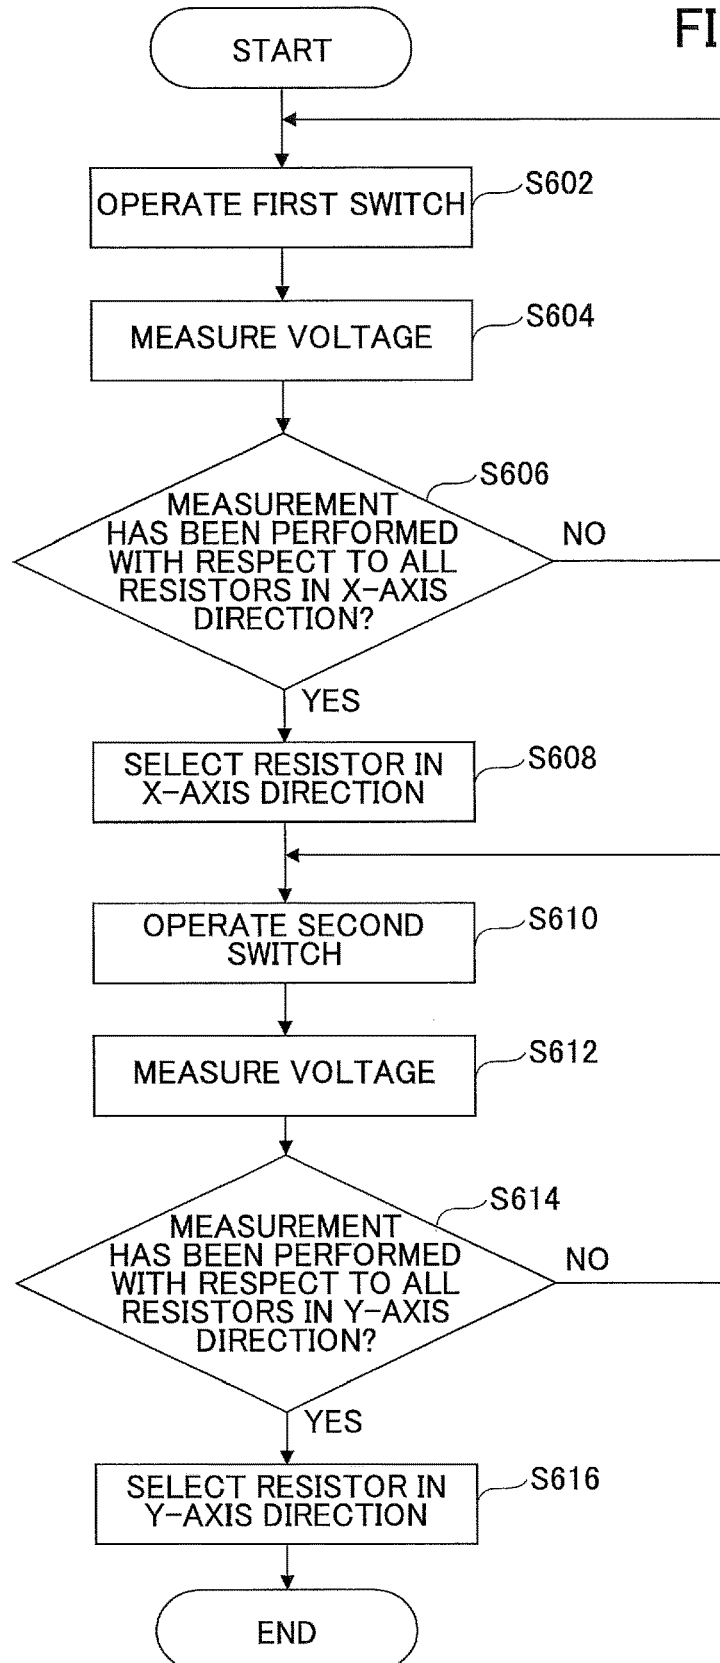 FI
START
OPERATE FIRST SWITCH
S602
MEASURE VOLTAGE
S604
S606
MEASUREMENT
HAS BEEN PERFORMED
WITH RESPECT TO ALL
RESISTORS IN X-AXIS
DIRECTION?
NO
YES
SELECT RESISTOR IN
X-AXIS DIRECTION
S608
OPERATE SECOND
SWITCH
S610
MEASURE VOLTAGE
S612
S614
MEASUREMENT
HAS BEEN PERFORMED
WITH RESPECT TO ALL
RESISTORS IN Y-AXIS
DIRECTION?
NO
YES
SELECT RESISTOR IN
Y-AXIS DIRECTION
S616
END